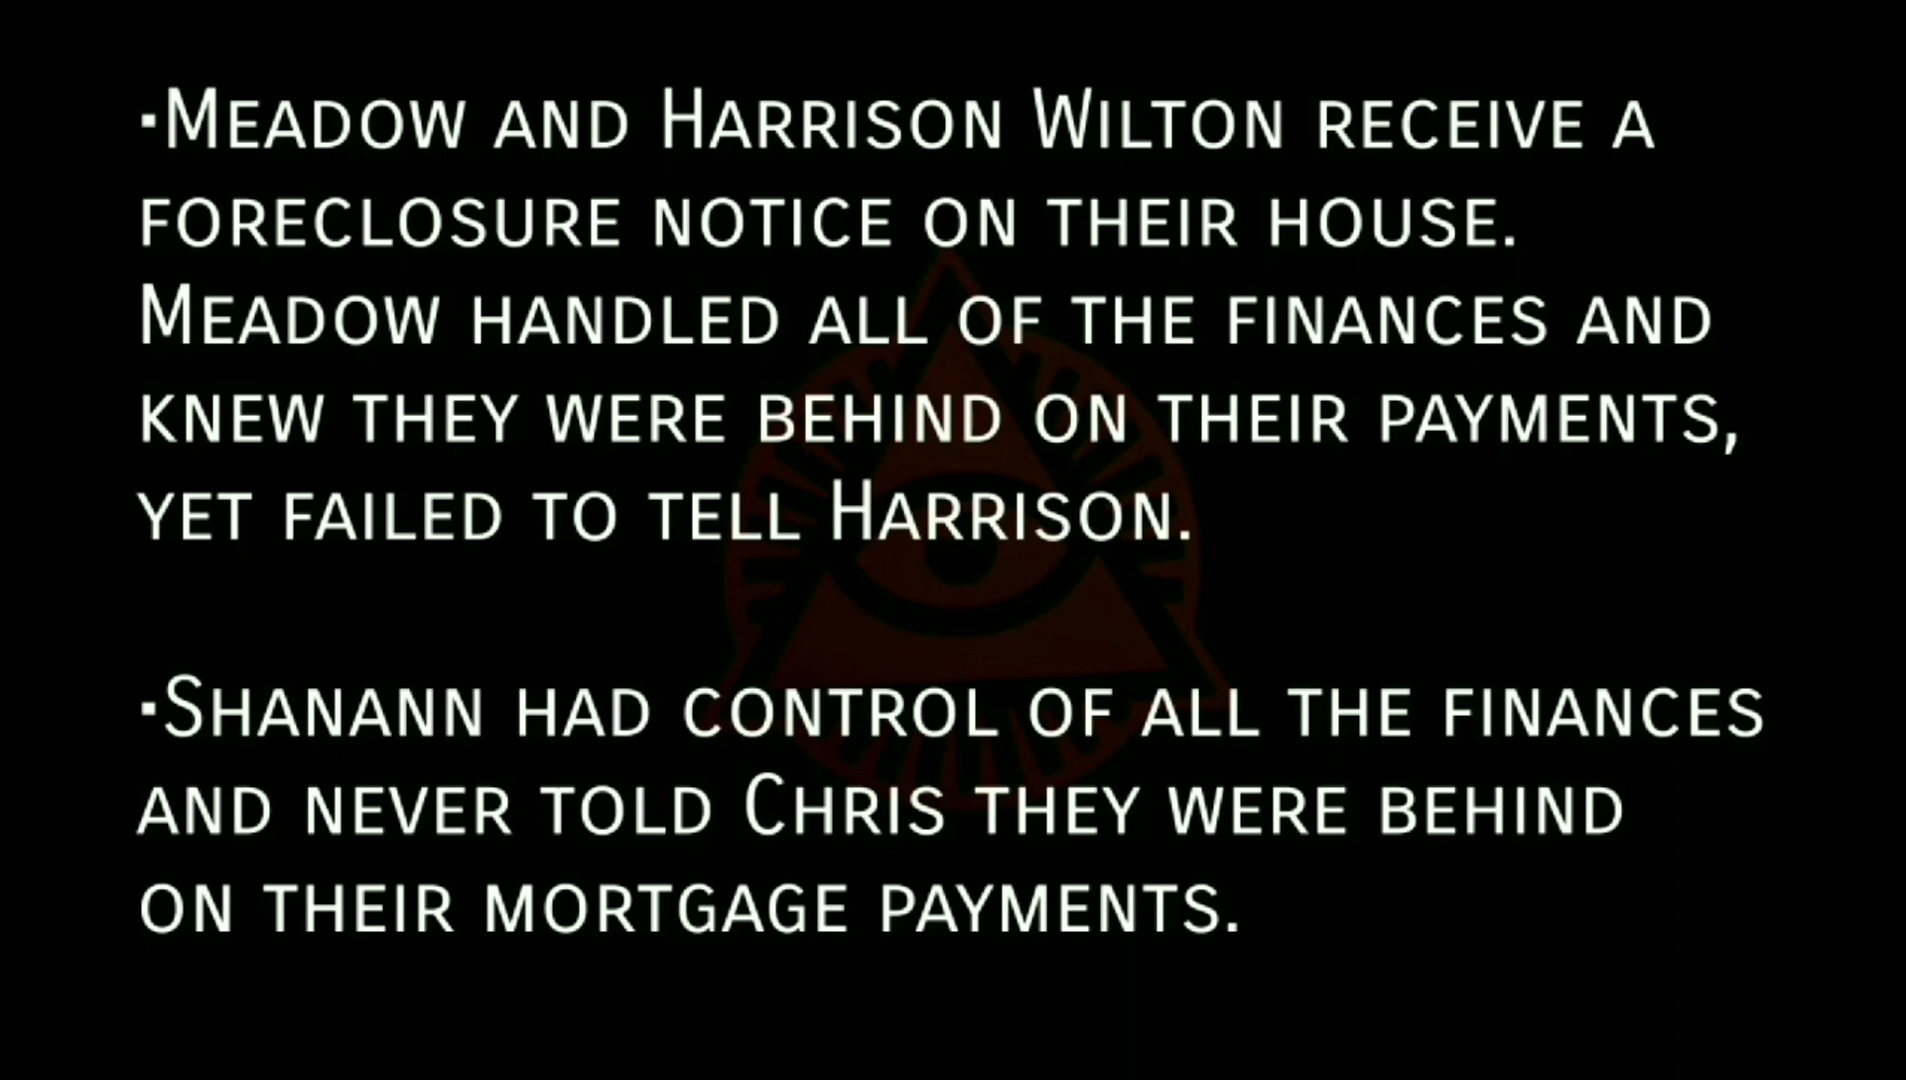 ▪Meadow and Harrison Wilton receive a
foreclosure notice on their house.
Meadow handled all of the finances and
knew they were behind on their payments,
yet failed to tell Harrison.
▪Shanann had control of all the finances
and never told Chris they were behind
on their mortgage payments.